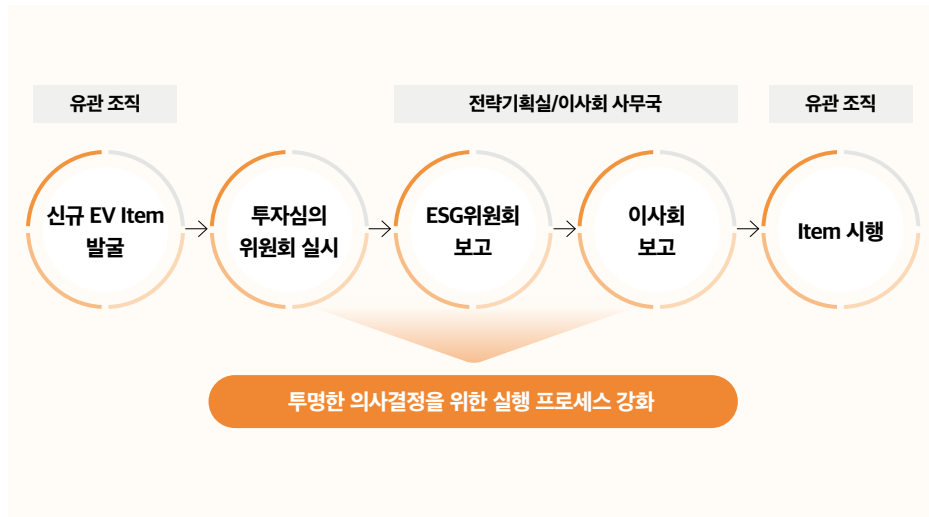 유관 조직
전략기획실/이사회 사무국
유관 조직
신규 EV Item
발굴
투자심의
위원회 실시
ESG위원회
보고
이사회
보고
Item 시행
투명한 의사결정을 위한 실행 프로세스 강화